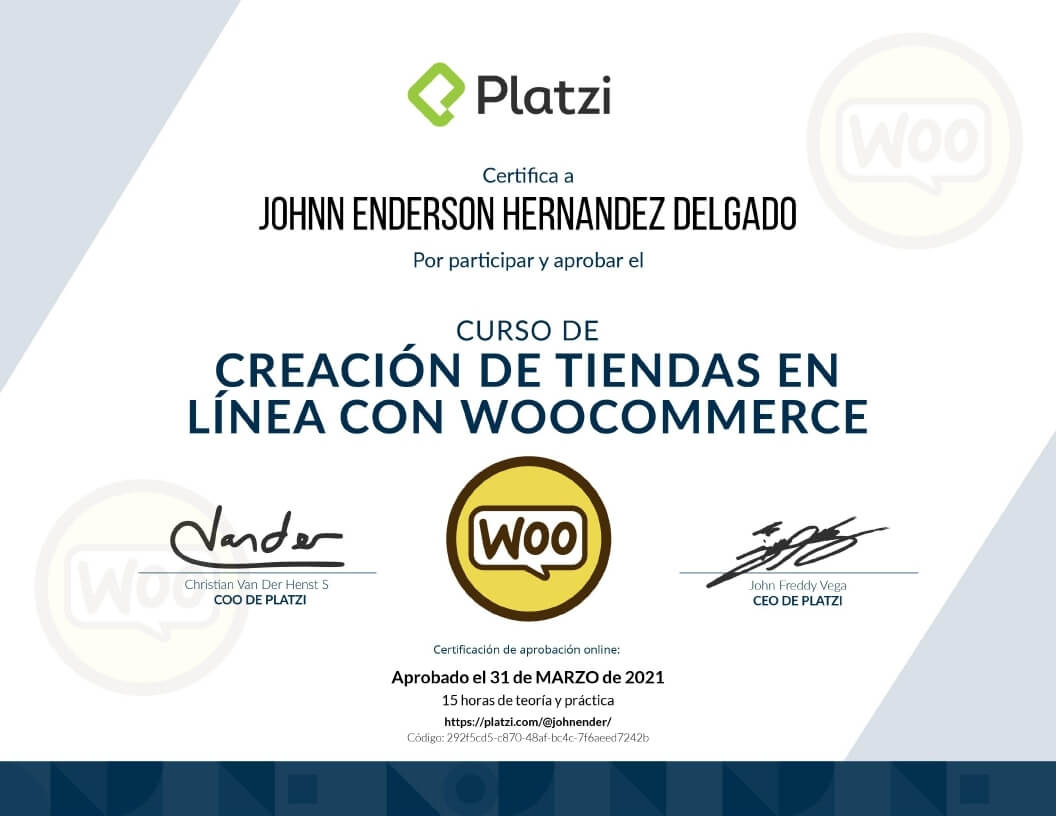 Platzi
WOO
Certifica a
JOHNN ENDERSON HERNANDEZ DELGADO
Por participar y aprobar el
CURSO DE
CREACIÓN DE TIENDAS EN
LÍNEA CON WOOCOMMERCE
WOO
WOO
Vander
Christian Van Der Henst S
COO DE PLATZI
John Freddy Vega
CEO DE PLATZI
Certificación de aprobación online:
Aprobado el 31 de MARZO de 2021
15 horas de teoría y práctica
https://platzi.com/@johnender/
Código: 292f5cd5-c870-48af-bc4c-7f6aeed7242b